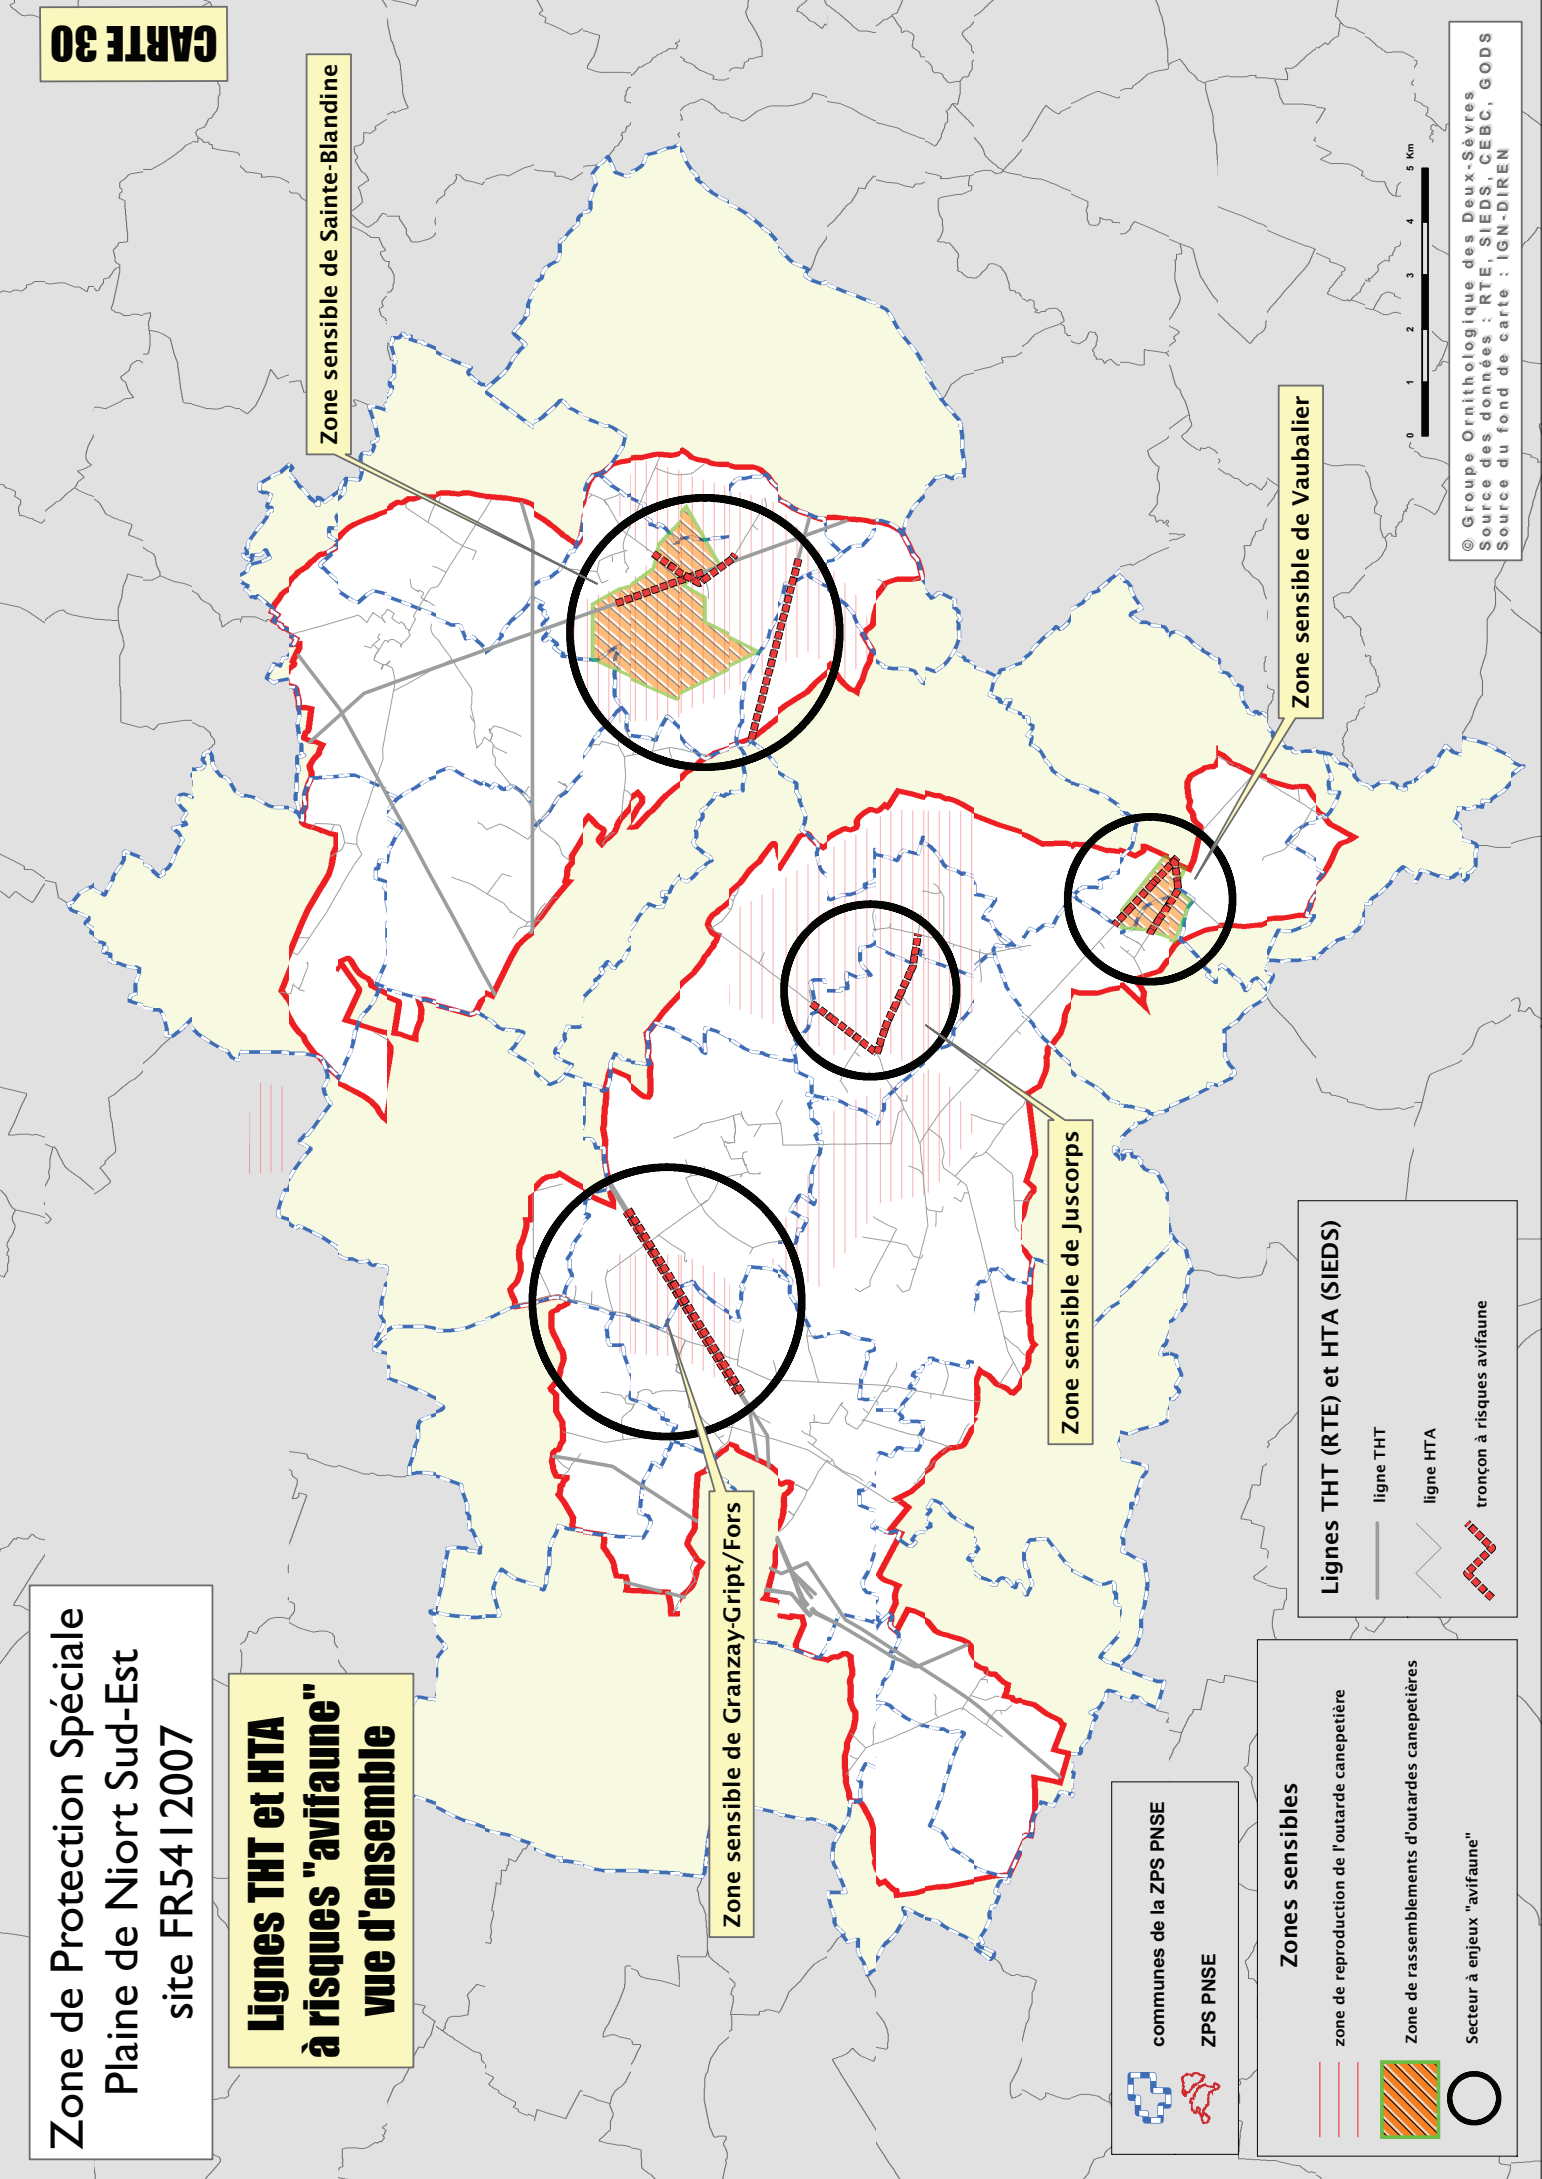 Zone de Protection Spéciale
Plaine de Niort Sud-Est
site FR5412007
CARTE 30
Lignes THT et HTA
à risques "avifaune"
vue d'ensemble
Zone sensible de Sainte-Blandine
Zone sensible de Granzay-Gript/Fors
Zone sensible de Juscorps
Zone sensible de Vaubalier
communes de la ZPS PNSE
ZPS PNSE
Zones sensibles
zone de reproduction de l'outarde canepetière
Zone de rassemblements d'outardes canepetières
Secteur à enjeux "avifaune"
Lignes THT (RTE) et HTA (SIEDS)
ligne THT
ligne HTA
tronçon à risques avifaune
0 1 2 3 4 5 Km
© Groupe Ornithologique des Deux-Sèvres
Source des données : RTE, SIEDS, CEBC, GODS
Source du fond de carte : IGN-DIREN